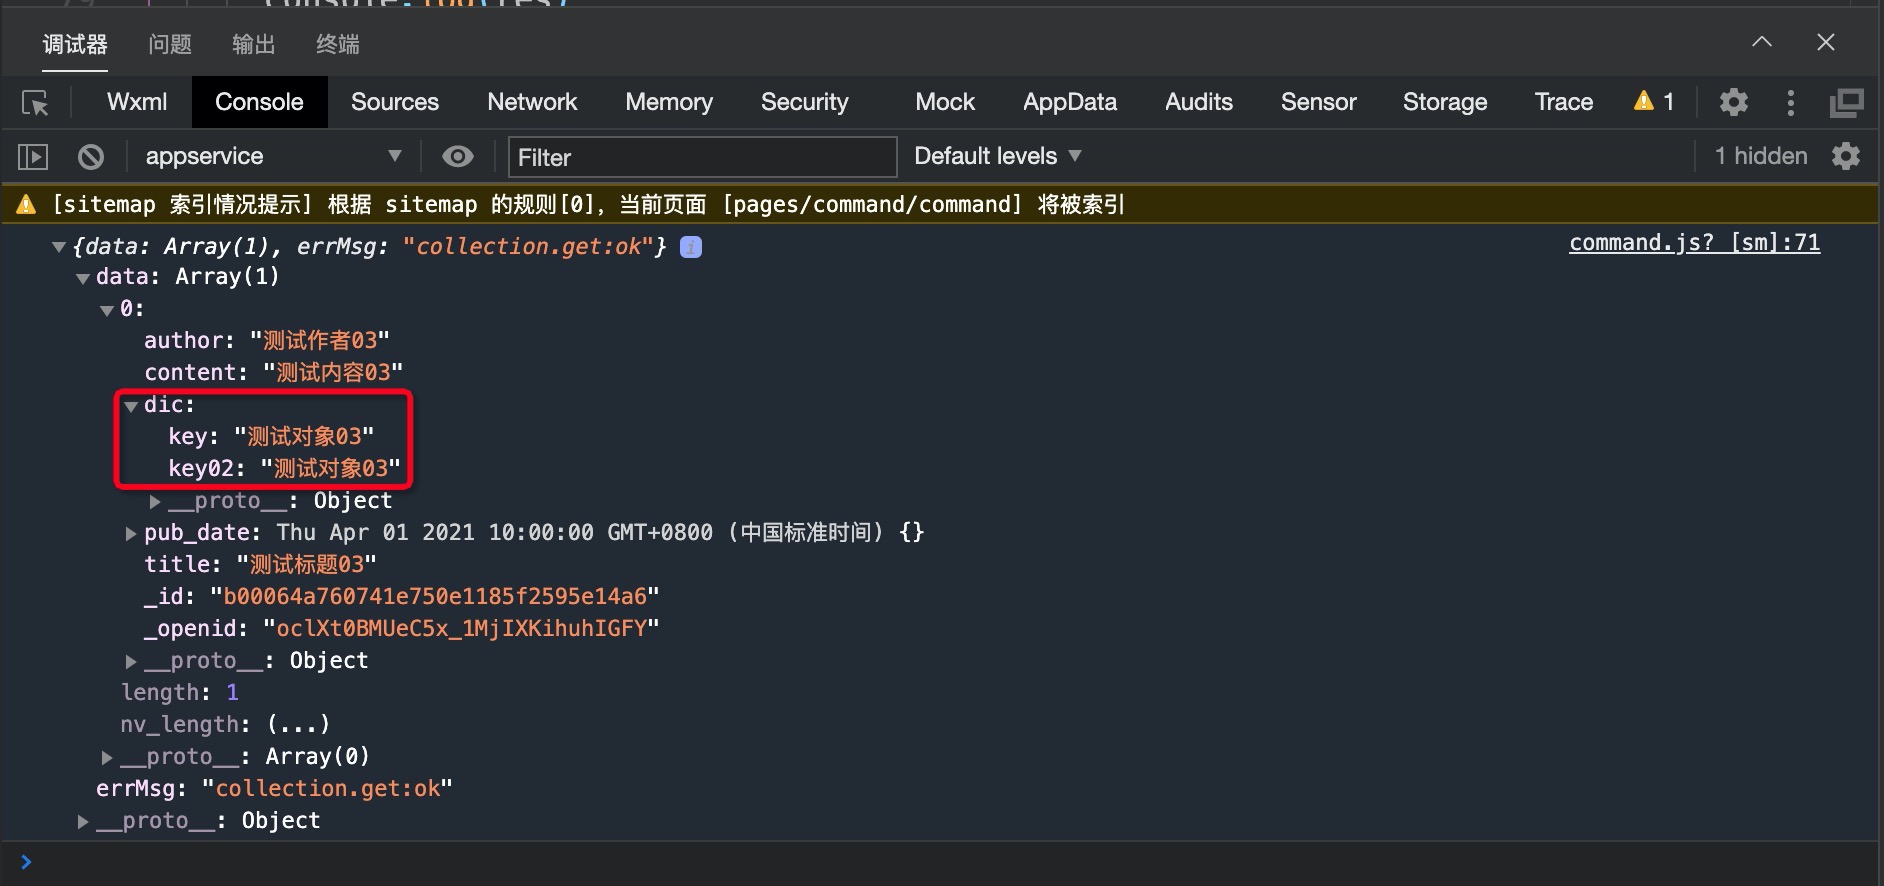 调试器 问题 输出 终端
Wxml Console Sources Network Memory Security Mock AppData Audits Sensor Storage Trace 1
appservice Filter Default levels 1 hidden
[sitemap 索引情况提示] 根据 sitemap 的规则[0]，当前页面 [pages/command/command] 将被索引
{data: Array(1), errMsg: "collection.get:ok"} i command.js? [sm]:71
data: Array(1)
0:
author: "测试作者03"
content: "测试内容03"
dic:
key: "测试对象03"
key02: "测试对象03"
__proto__: Object
pub_date: Thu Apr 01 2021 10:00:00 GMT+0800 (中国标准时间) {}
title: "测试标题03"
_id: "b00064a760741e750e1185f2595e14a6"
_openid: "oclXt0BMUeC5x_1MjIXKihuhIGFY"
__proto__: Object
length: 1
nv_length: (...)
__proto__: Array(0)
errMsg: "collection.get:ok"
__proto__: Object